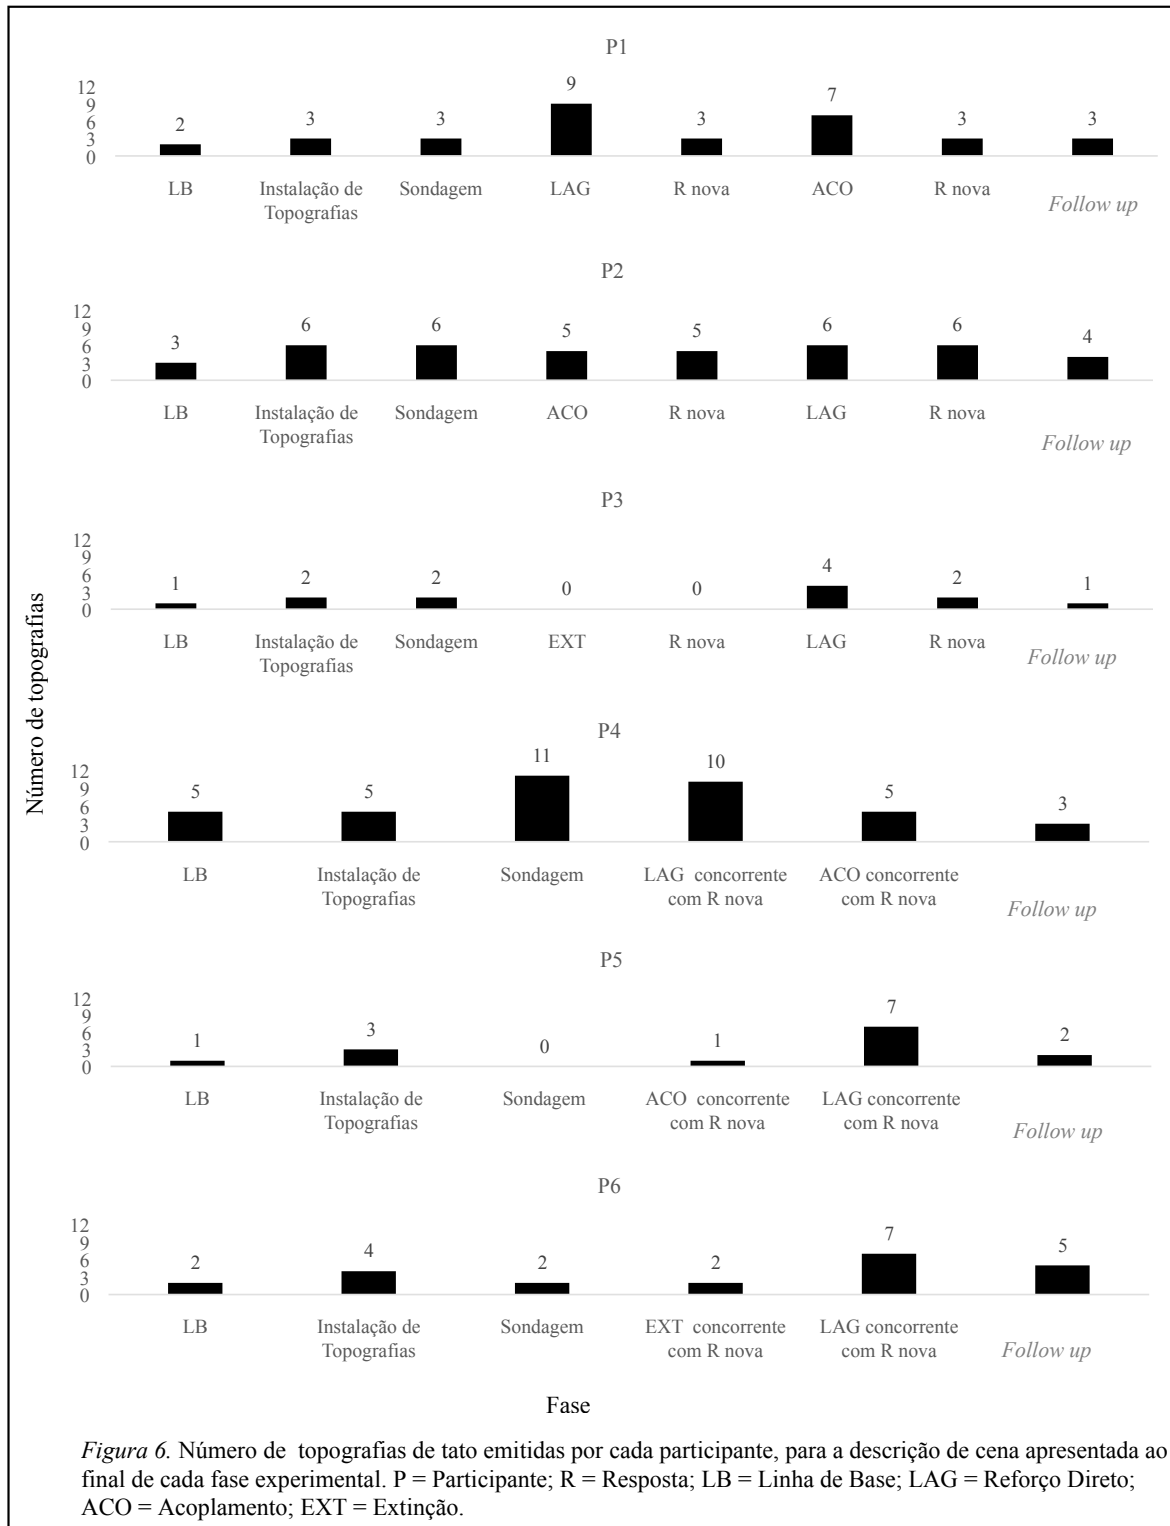 P1
12
9
6
3
0
2
3
3
9
3
7
3
3
LB
Instalação de
Topografias
Sondagem
LAG
R nova
ACO
R nova
Follow up
P2
12
9
6
3
0
3
6
6
5
5
6
6
4
LB
Instalação de
Topografias
Sondagem
ACO
R nova
LAG
R nova
Follow up
P3
12
9
6
3
0
1
2
2
0
0
4
2
1
LB
Instalação de
Topografias
Sondagem
EXT
R nova
LAG
R nova
Follow up
Número de topografias
P4
12
9
6
3
0
5
5
11
10
5
3
LB
Instalação de
Topografias
Sondagem
LAG concorrente
com R nova
ACO concorrente
com R nova
Follow up
P5
12
9
6
3
0
1
3
0
1
7
2
LB
Instalação de
Topografias
Sondagem
ACO concorrente
com R nova
LAG concorrente
com R nova
Follow up
P6
12
9
6
3
0
2
4
2
2
7
5
LB
Instalação de
Topografias
Sondagem
EXT concorrente
com R nova
LAG concorrente
com R nova
Follow up
Fase
Figura 6. Número de topografias de tato emitidas por cada participante, para a descrição de cena apresentada ao
final de cada fase experimental. P = Participante; R = Resposta; LB = Linha de Base; LAG = Reforço Direto;
ACO = Acoplamento; EXT = Extinção.